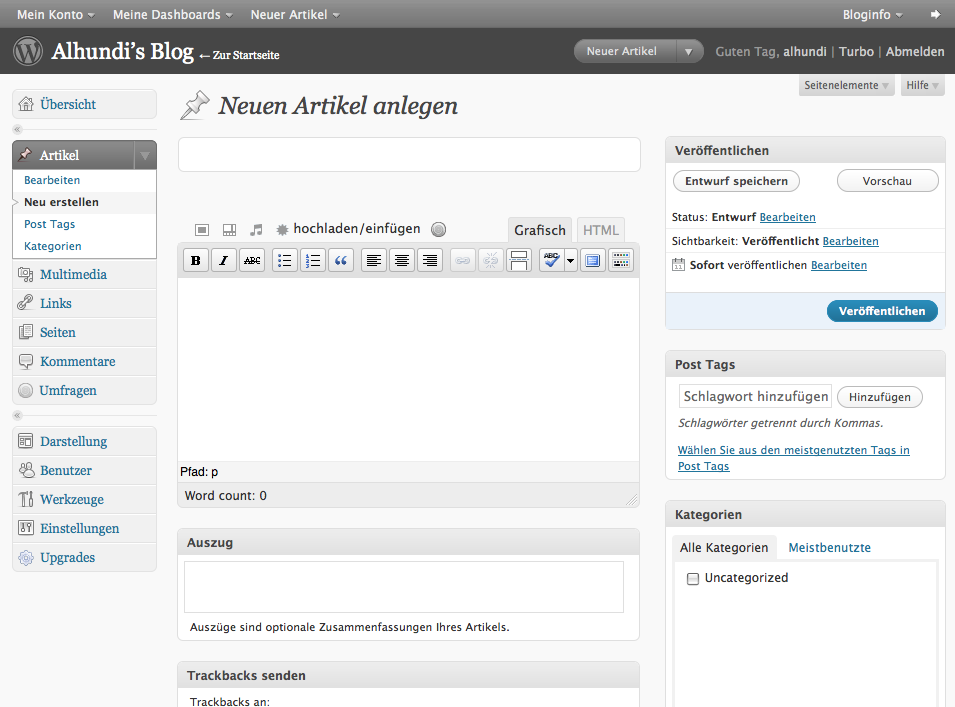 Mein Konto Meine Dashboards Neuer Artikel Bloginfo
Alhundi's Blog ← Zur Startseite Neuer Artikel Guten Tag, alhundi | Turbo | Abmelden
Seitenelemente Hilfe
Übersicht
Artikel
Bearbeiten
Neu erstellen
Post Tags
Kategorien
Multimedia
Links
Seiten
Kommentare
Umfragen
Darstellung
Benutzer
Werkzeuge
Einstellungen
Upgrades
Neuen Artikel anlegen
hochladen/einfügen Grafisch HTML
B I ABC ABC
Pfad: p
Word count: 0
Auszug
Auszüge sind optionale Zusammenfassungen Ihres Artikels.
Trackbacks senden
Trackbacks an:
Veröffentlichen
Entwurf speichern Vorschau
Status: Entwurf Bearbeiten
Sichtbarkeit: Veröffentlicht Bearbeiten
Sofort veröffentlichen Bearbeiten
Veröffentlichen
Post Tags
Schlagwort hinzufügen Hinzufügen
Schlagwörter getrennt durch Kommas.
Wählen Sie aus den meistgenutzten Tags in
Post Tags
Kategorien
Alle Kategorien Meistbenutzte
Uncategorized